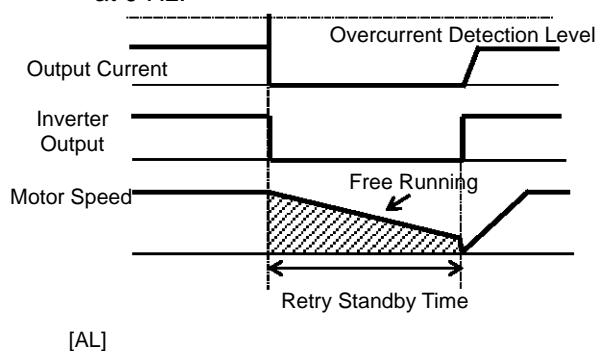 Overcurrent Detection Level
Output Current
Inverter
Output
Free Running
Motor Speed
Retry Standby Time
[AL]